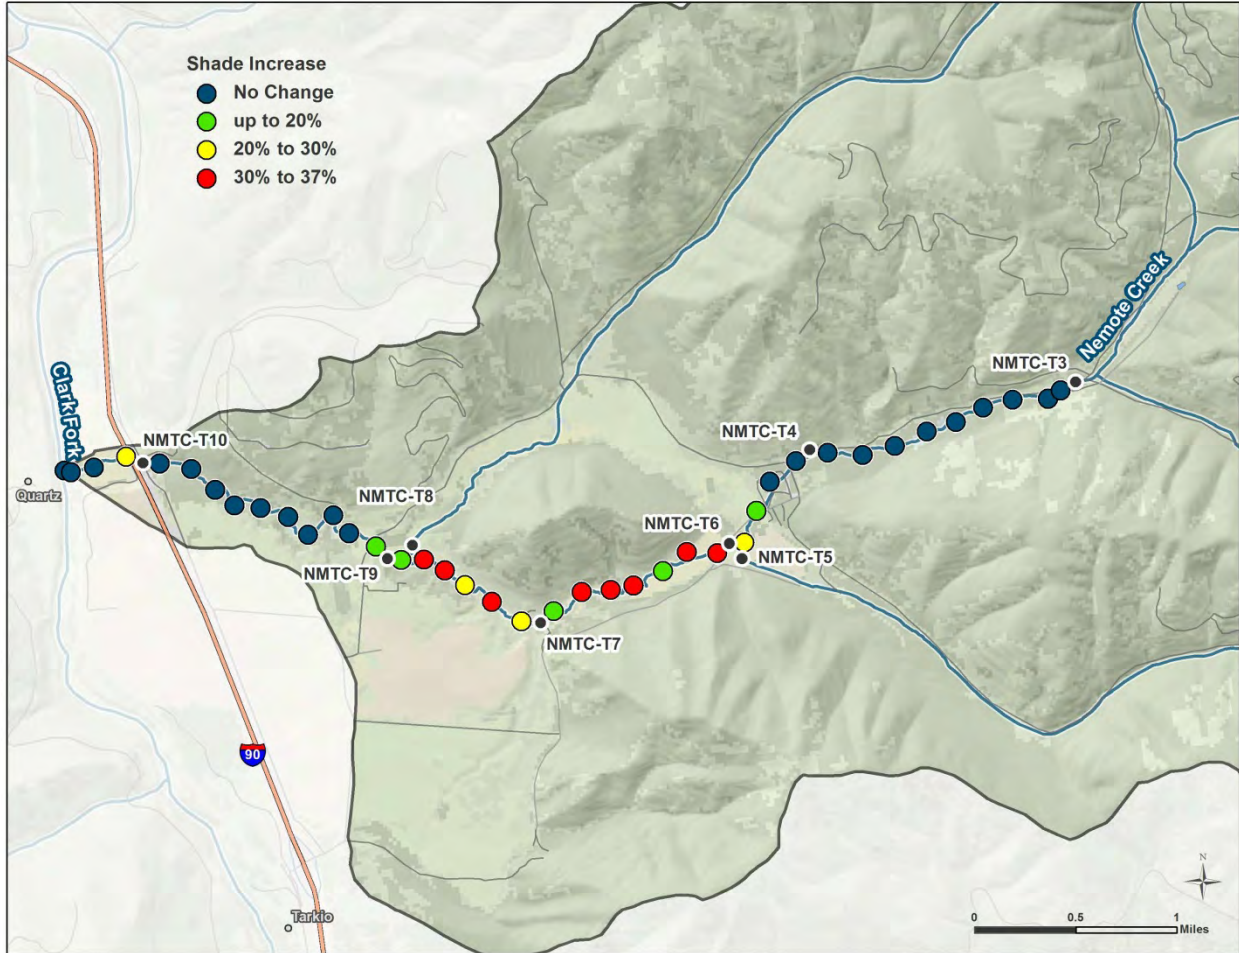 Shade Increase
No Change
up to 20%
20% to 30%
30% to 37%
Nemote Creek
NMTC-T3
Clark Fork
NMTC-T10
NMTC-T4
Quartz
NMTC-T8
NMTC-T6
NMTC-T9
NMTC-T5
NMTC-T7
90
N
Tarkio
0 0.5 1
Miles